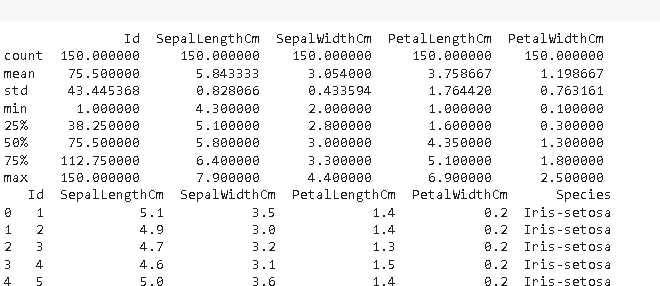 Id SepalLengthCm SepalWidthCm PetalLengthCm PetalWidthCm
count 150.000000 150.000000 150.000000 150.000000 150.000000
mean 75.500000 5.843333 3.054000 3.758667 1.198667
std 43.445368 0.828066 0.433594 1.764420 0.763161
min 1.000000 4.300000 2.000000 1.000000 0.100000
25% 38.250000 5.100000 2.800000 1.600000 0.300000
50% 75.500000 5.800000 3.000000 4.350000 1.300000
75% 112.750000 6.400000 3.300000 5.100000 1.800000
max 150.000000 7.900000 4.400000 6.900000 2.500000
Id SepalLengthCm SepalWidthCm PetalLengthCm PetalWidthCm Species
0 1 5.1 3.5 1.4 0.2 Iris-setosa
1 2 4.9 3.0 1.4 0.2 Iris-setosa
2 3 4.7 3.2 1.3 0.2 Iris-setosa
3 4 4.6 3.1 1.5 0.2 Iris-setosa
4 5 5.0 3.6 1.4 0.2 Iris-setosa